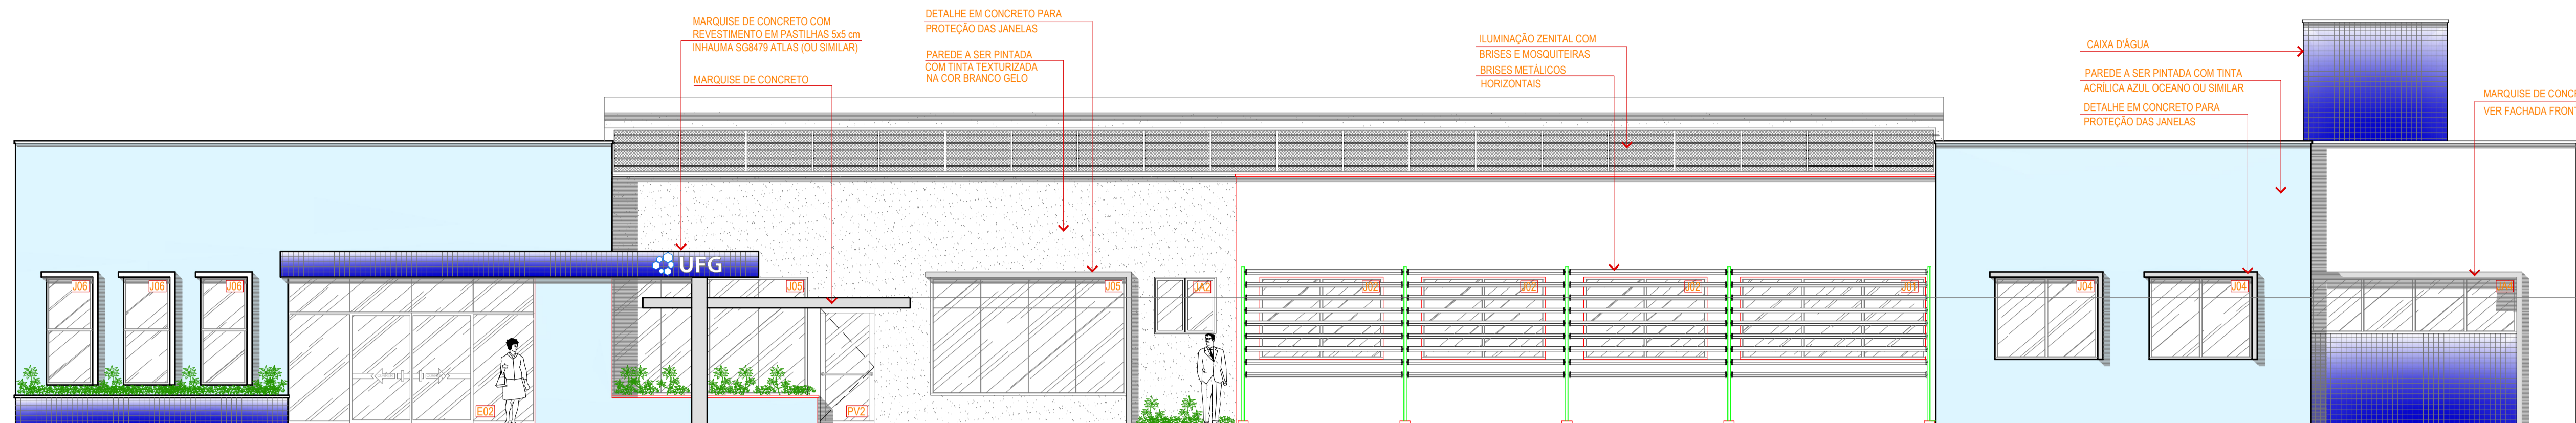 MARQUISE DE CONCRETO COM
REVESTIMENTO EM PASTILHAS 5x5 cm
INHAUMA SG8479 ATLAS (OU SIMILAR)
MARQUISE DE CONCRETO
DETALHE EM CONCRETO PARA
PROTEÇÃO DAS JANELAS
PAREDE A SER PINTADA
COM TINTA TEXTURIZADA
NA COR BRANCO GELO
ILUMINAÇÃO ZENITAL COM
BRISES E MOSQUITEIRAS
BRISES METÁLICOS
HORIZONTAIS
CAIXA D'ÁGUA
PAREDE A SER PINTADA COM TINTA
ACRÍLICA AZUL OCEANO OU SIMILAR
DETALHE EM CONCRETO PARA
PROTEÇÃO DAS JANELAS
MARQUISE DE CONC
VER FACHADA FRON
UFG
J06
J06
J06
J05
J05
JA2
J02
J02
J02
J01
J04
J04
E02
PV2